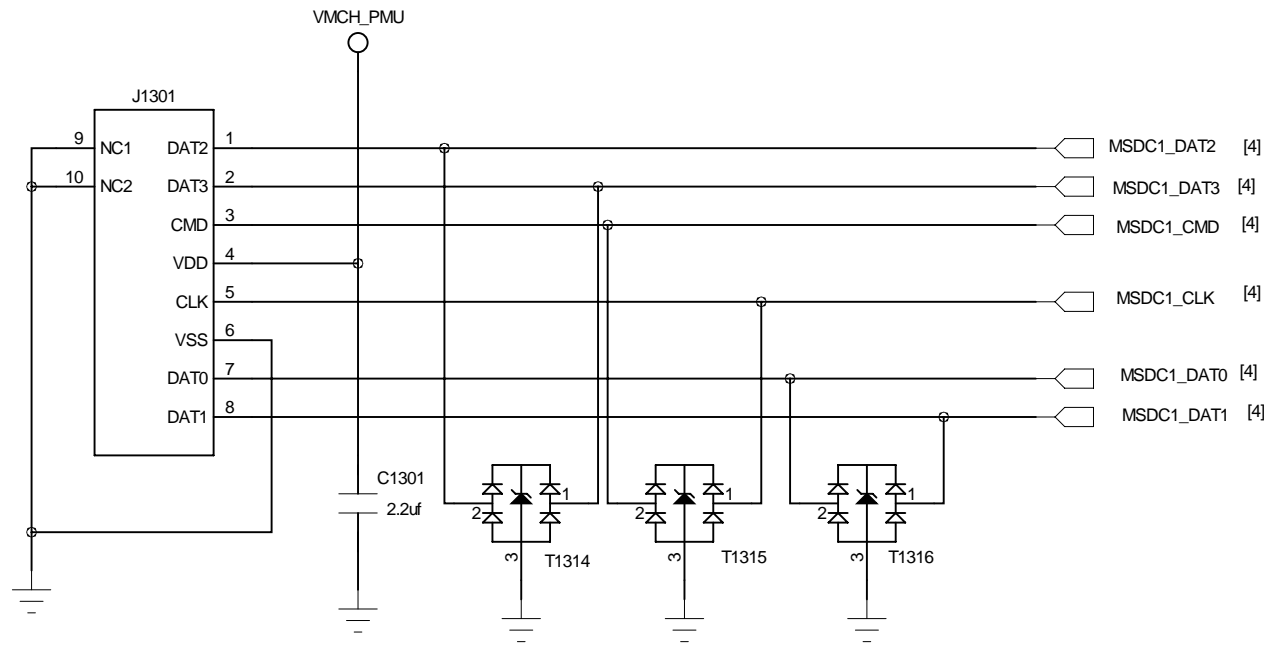 VMCH_PMU
J1301
9 NC1 DAT2 1 MSDC1_DAT2 [4]
10 NC2 DAT3 2 MSDC1_DAT3 [4]
CMD 3 MSDC1_CMD [4]
VDD 4
CLK 5 MSDC1_CLK [4]
VSS 6
DAT0 7 MSDC1_DAT0 [4]
DAT1 8 MSDC1_DAT1 [4]
C1301
2.2uf
2 1 2 1 2 1
3 T1314 3 T1315 3 T1316